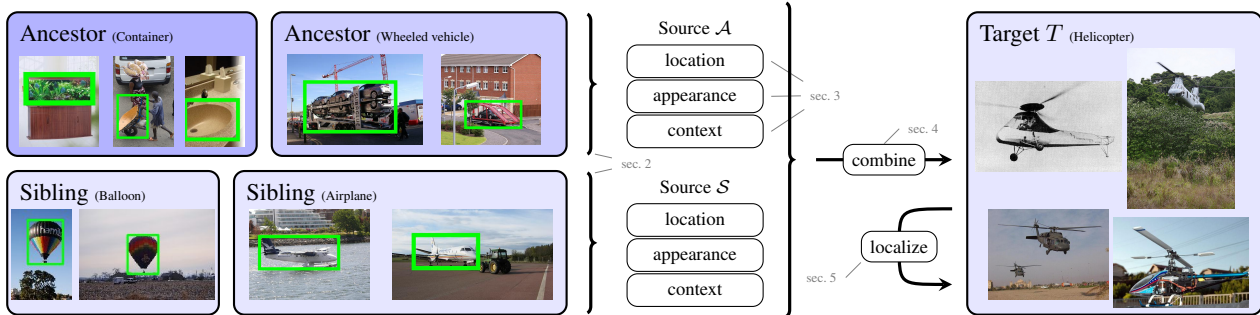 Ancestor (Container)
Ancestor (Wheeled vehicle)
Sibling (Balloon)
Sibling (Airplane)
Source A
location
appearance
context
sec. 3
sec. 2
Source S
location
appearance
context
sec. 4
combine
localize
sec. 5
Target T (Helicopter)